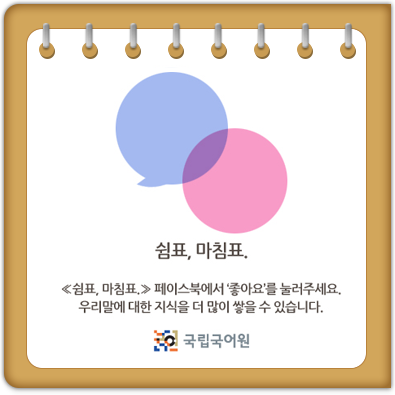 쉼표, 마침표.
≪쉼표, 마침표.≫ 페이스북에서 ‘좋아요’를 눌러주세요.
우리말에 대한 지식을 더 많이 쌓을 수 있습니다.
국립국어원